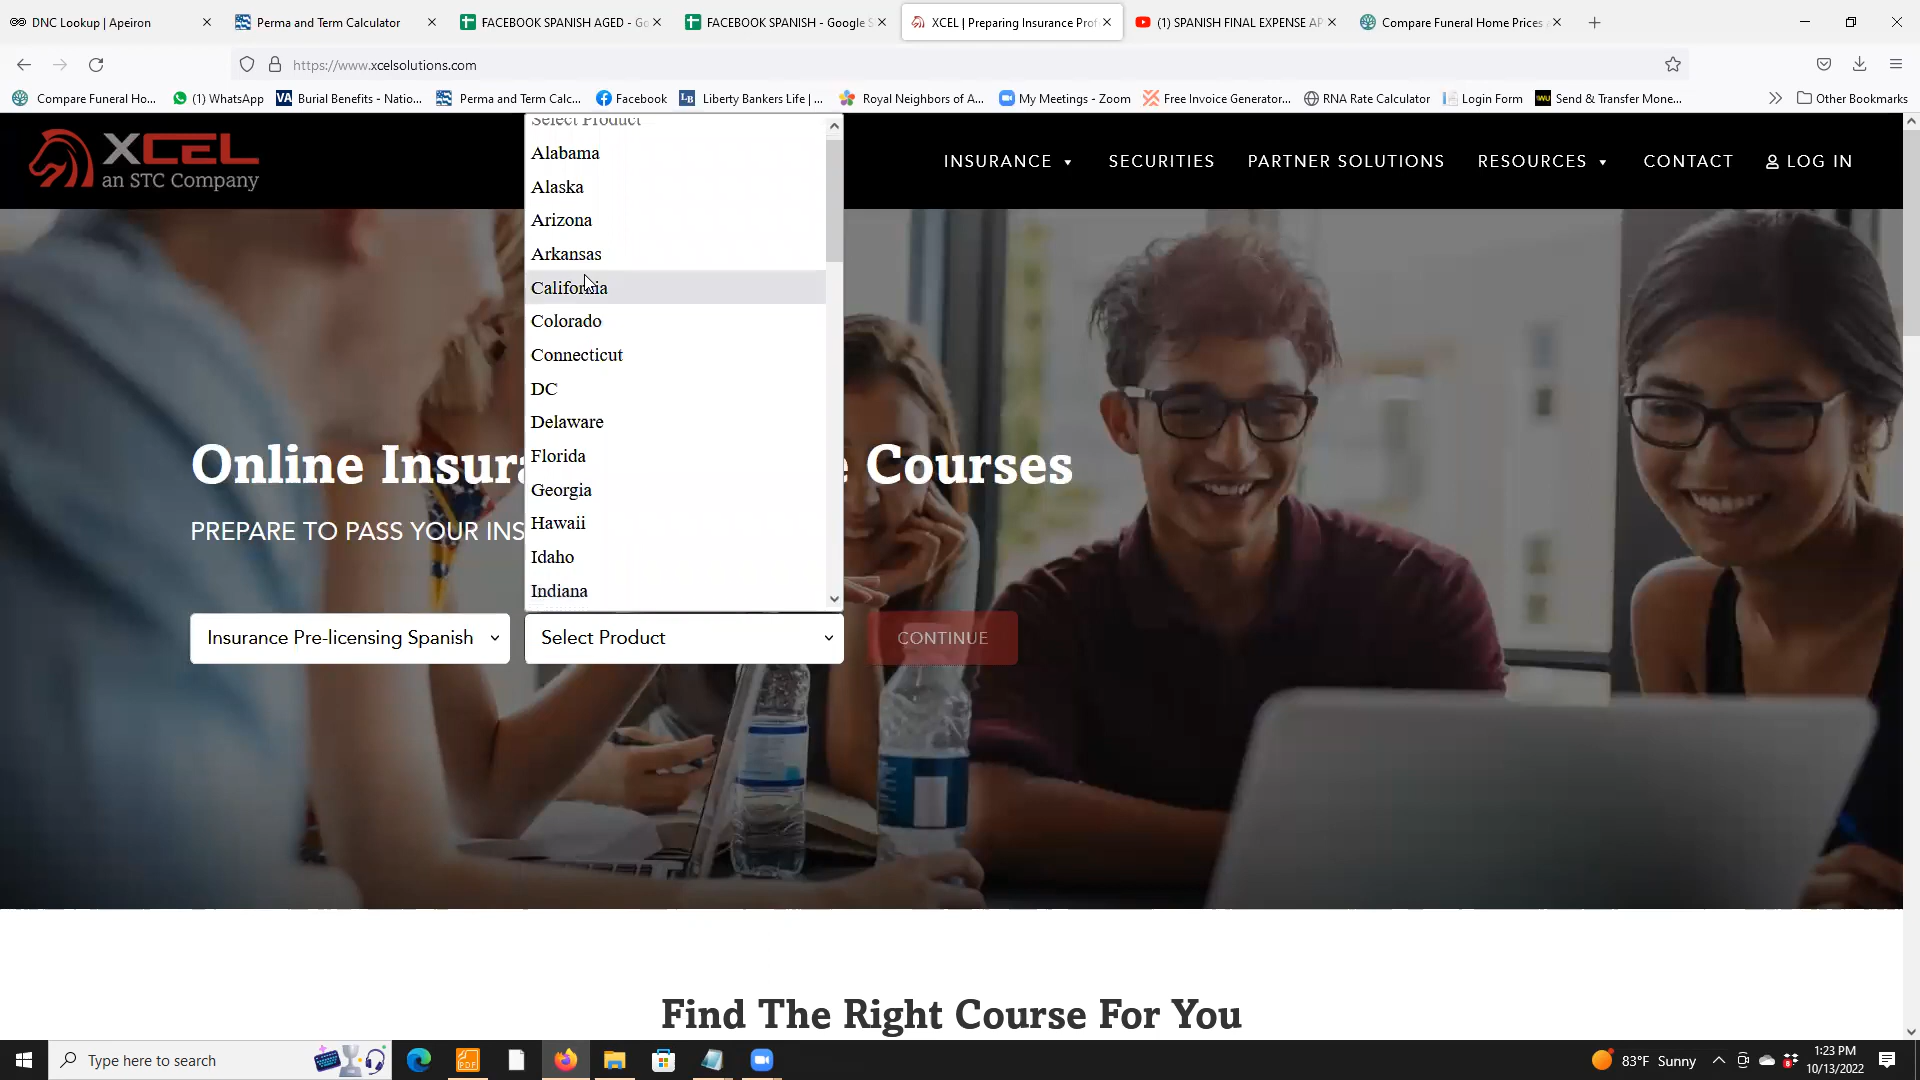 DNC Lookup | Apeiron
Perma and Term Calculator
FACEBOOK SPANISH AGED - Go
FACEBOOK SPANISH - Google S
XCEL | Preparing Insurance Prof
(1) SPANISH FINAL EXPENSE AP
Compare Funeral Home Prices
https://www.xcelsolutions.com
Compare Funeral Ho...
(1) WhatsApp
VA Burial Benefits - Natio...
Perma and Term Calc...
Facebook
LB Liberty Bankers Life | ...
Royal Neighbors of A...
My Meetings - Zoom
Free Invoice Generator...
RNA Rate Calculator
Login Form
WU Send & Transfer Mone...
Other Bookmarks
XCEL
an STC Company
INSURANCE
SECURITIES
PARTNER SOLUTIONS
RESOURCES
CONTACT
LOG IN
Select Product
Alabama
Alaska
Arizona
Arkansas
California
Colorado
Connecticut
DC
Delaware
Florida
Georgia
Hawaii
Idaho
Indiana
Online Insura Courses
PREPARE TO PASS YOUR INS
Insurance Pre-licensing Spanish
Select Product
CONTINUE
Find The Right Course For You
Type here to search
PDF
83°F Sunny
1:23 PM
10/13/2022